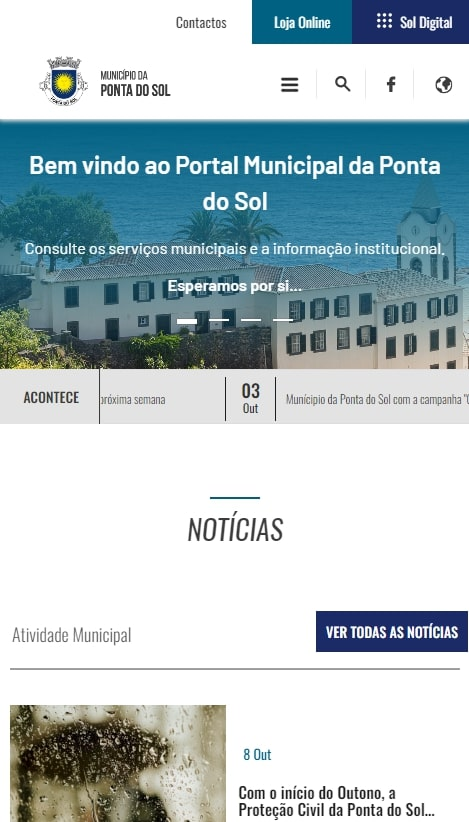 Contactos
Loja Online
Sol Digital
MUNICÍPIO DA
PONTA DO SOL
Bem vindo ao Portal Municipal da Ponta
do Sol
Consulte os serviços municipais e a informação institucional.
Esperamos por si...
ACONTECE
próxima semana
03
Out
Município da Ponta do Sol com a campanha "O
NOTÍCIAS
Atividade Municipal
VER TODAS AS NOTÍCIAS
8 Out
Com o início do Outono, a
Proteção Civil da Ponta do Sol...